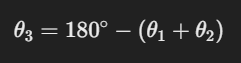 θ₃ = 180° − (θ₁ + θ₂)